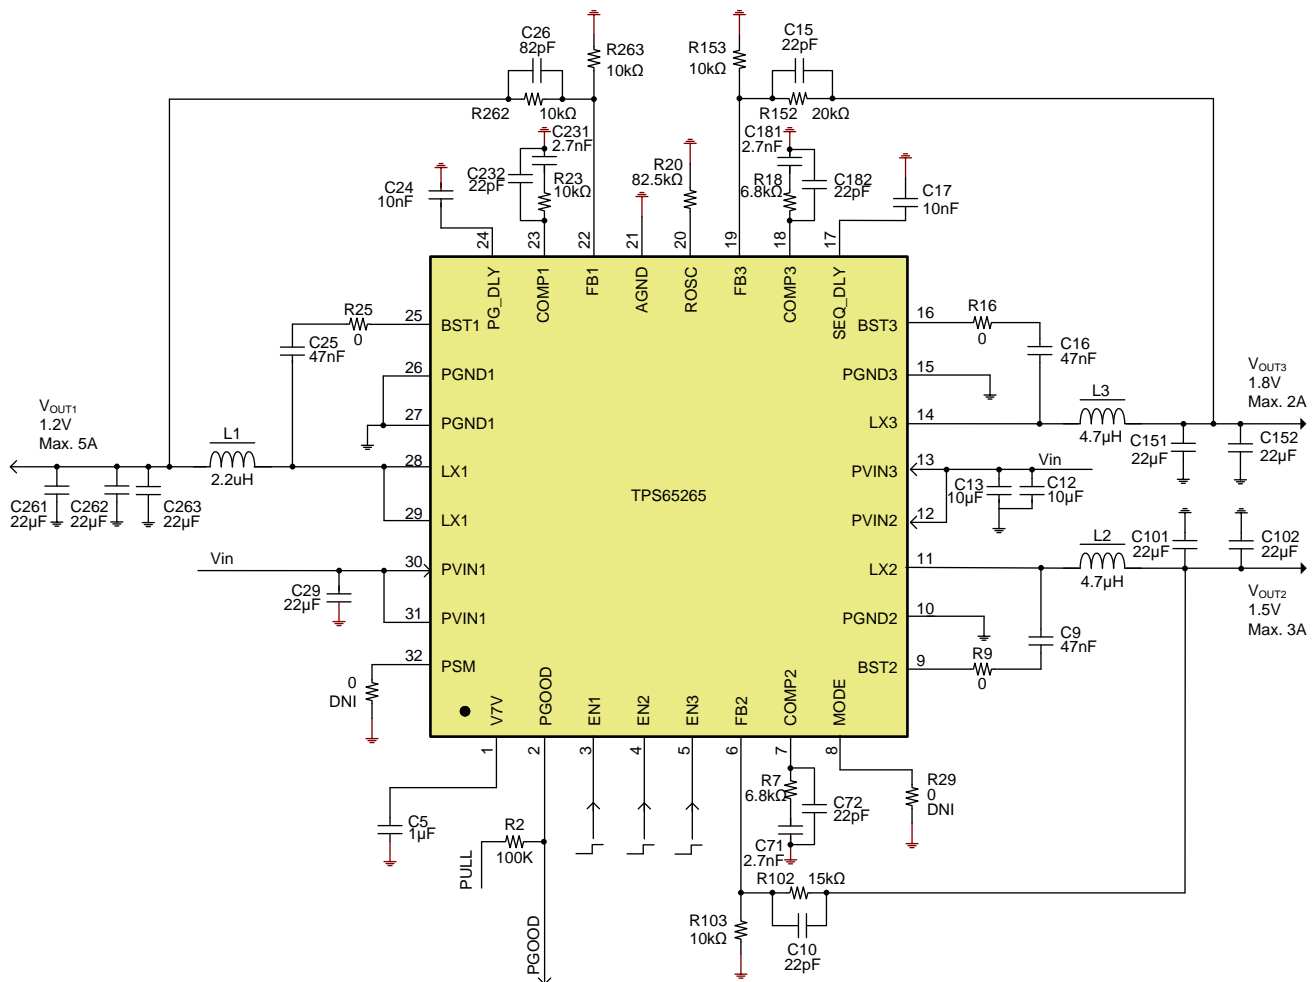 C26
82pF
R263
10kΩ
R262
10kΩ
R153
10kΩ
C15
22pF
R152
20kΩ
C231
2.7nF
C232
22pF
R23
10kΩ
R20
82.5kΩ
C181
2.7nF
R18
6.8kΩ
C182
22pF
C24
10nF
C17
10nF
24
23
22
21
20
19
18
17
PG_DLY
COMP1
FB1
AGND
ROSC
FB3
COMP3
SEQ_DLY
R25
0
25
BST1
C25
47nF
26
PGND1
27
PGND1
VOUT1
1.2V
Max. 5A
L1
2.2uH
28
LX1
29
LX1
C261
22µF
C262
22µF
C263
22µF
Vin
30
PVIN1
C29
22µF
31
PVIN1
32
PSM
0
DNI
TPS65265
BST3
16
R16
0
C16
47nF
PGND3
15
LX3
14
L3
4.7µH
VOUT3
1.8V
Max. 2A
C151
22µF
C152
22µF
PVIN3
13
Vin
C13
10µF
C12
10µF
PVIN2
12
LX2
11
L2
4.7µH
C101
22µF
C102
22µF
VOUT2
1.5V
Max. 3A
PGND2
10
C9
47nF
BST2
9
R9
0
V7V
PGOOD
EN1
EN2
EN3
FB2
COMP2
MODE
1
2
3
4
5
6
7
8
C5
1µF
R2
100K
PULL
PGOOD
R7
6.8kΩ
C72
22pF
C71
2.7nF
R29
0
DNI
R102
15kΩ
R103
10kΩ
C10
22pF